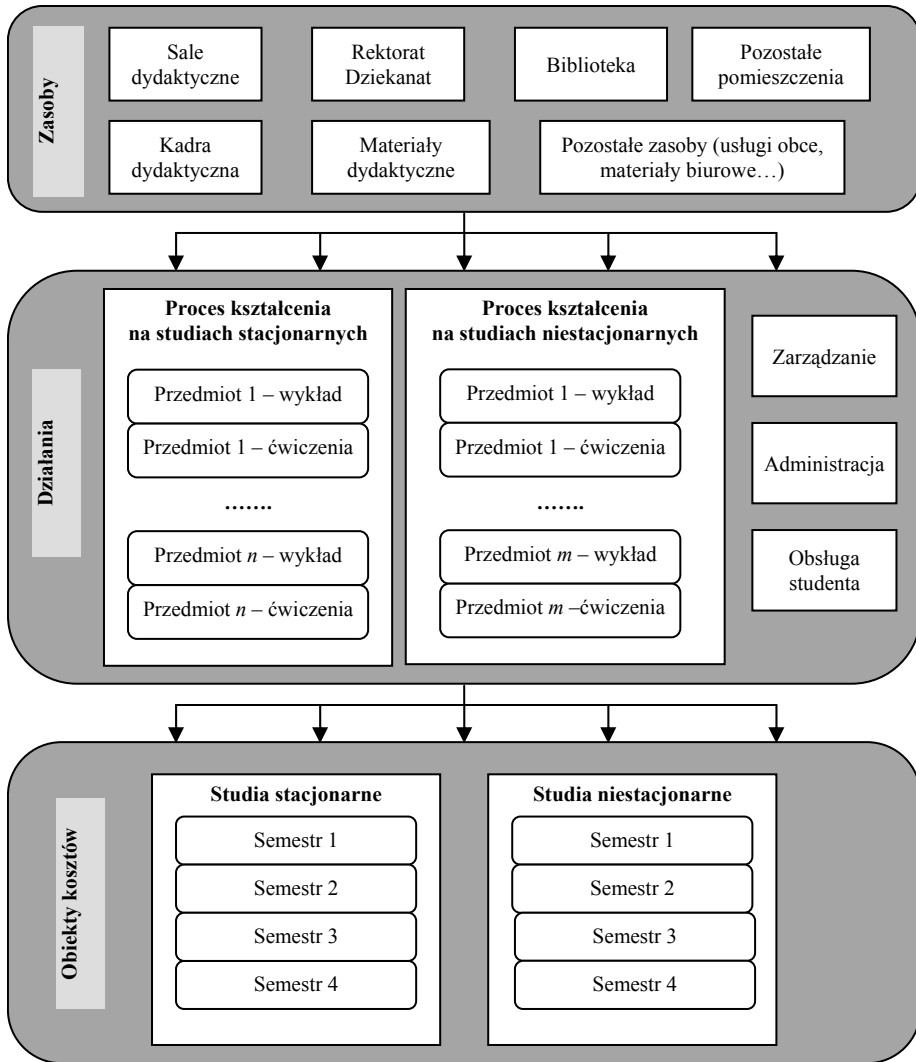 Zasoby
Sale
dydaktyczne
Rektorat
Dziekanat
Biblioteka
Pozostałe
pomieszczenia
Kadra
dydaktyczna
Materiały
dydaktyczne
Pozostałe zasoby (usługi obce,
materiały biurowe…)
Działania
Proces kształcenia
na studiach stacjonarnych
Przedmiot 1 – wykład
Przedmiot 1 – ćwiczenia
…….
Przedmiot n – wykład
Przedmiot n – ćwiczenia
Proces kształcenia
na studiach niestacjonarnych
Przedmiot 1 – wykład
Przedmiot 1 – ćwiczenia
…….
Przedmiot m – wykład
Przedmiot m –ćwiczenia
Zarządzanie
Administracja
Obsługa
studenta
Obiekty kosztów
Studia stacjonarne
Semestr 1
Semestr 2
Semestr 3
Semestr 4
Studia niestacjonarne
Semestr 1
Semestr 2
Semestr 3
Semestr 4